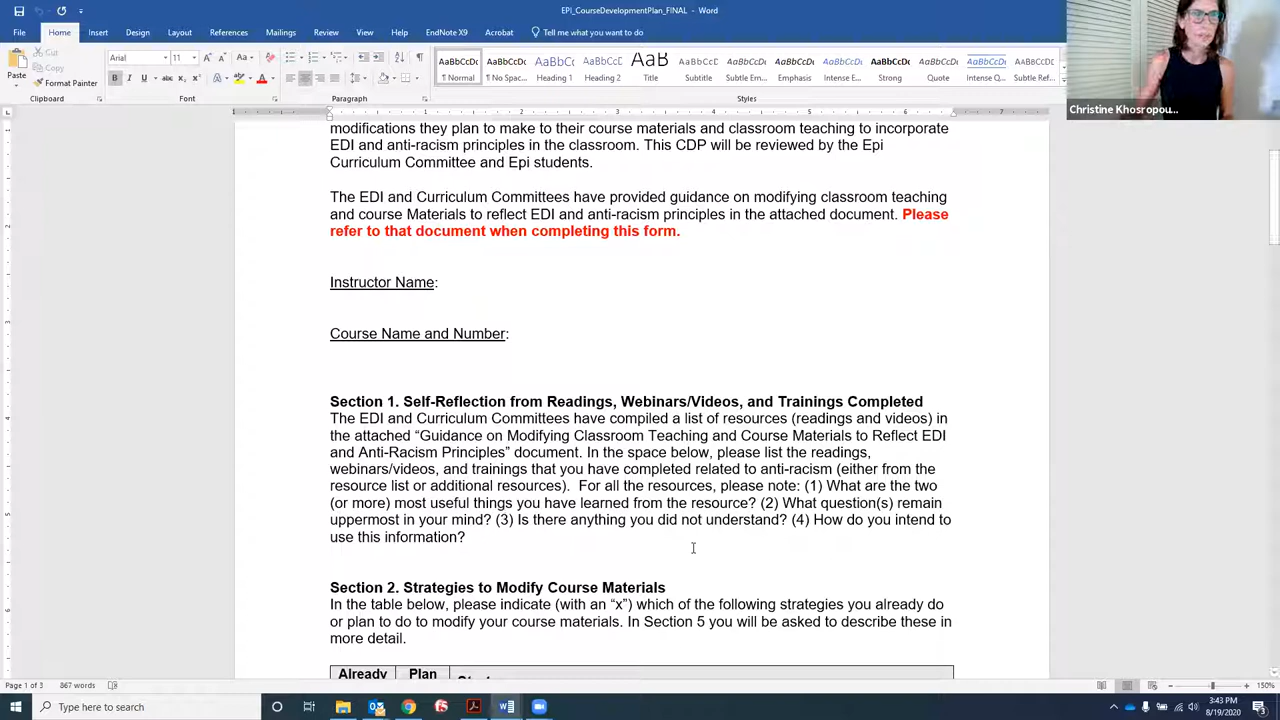 EPI_CourseDevelopmentPlan_FINAL - Word
File
Home
Insert
Design
Layout
References
Mailings
Review
View
Help
EndNote X9
Acrobat
Tell me what you want to do
Paste
Cut
Copy
Format Painter
Clipboard
Arial
11
Font
Paragraph
¶ Normal
¶ No Spac...
Heading 1
Heading 2
Title
Subtitle
Subtle Em...
Emphasis
Intense E...
Strong
Quote
Intense Q...
Subtle Ref...
Styles
Christine Khosropou...
modifications they plan to make to their course materials and classroom teaching to incorporate
EDI and anti-racism principles in the classroom. This CDP will be reviewed by the Epi
Curriculum Committee and Epi students.
The EDI and Curriculum Committees have provided guidance on modifying classroom teaching
and course Materials to reflect EDI and anti-racism principles in the attached document. Please
refer to that document when completing this form.
Instructor Name:
Course Name and Number:
Section 1. Self-Reflection from Readings, Webinars/Videos, and Trainings Completed
The EDI and Curriculum Committees have compiled a list of resources (readings and videos) in
the attached “Guidance on Modifying Classroom Teaching and Course Materials to Reflect EDI
and Anti-Racism Principles” document. In the space below, please list the readings,
webinars/videos, and trainings that you have completed related to anti-racism (either from the
resource list or additional resources).  For all the resources, please note: (1) What are the two
(or more) most useful things you have learned from the resource? (2) What question(s) remain
uppermost in your mind? (3) Is there anything you did not understand? (4) How do you intend to
use this information?
Section 2. Strategies to Modify Course Materials
In the table below, please indicate (with an “x”) which of the following strategies you already do
or plan to do to modify your course materials. In Section 5 you will be asked to describe these in
more detail.
Already
Plan
Page 1 of 3
867 words
150%
Type here to search
3:43 PM
8/19/2020